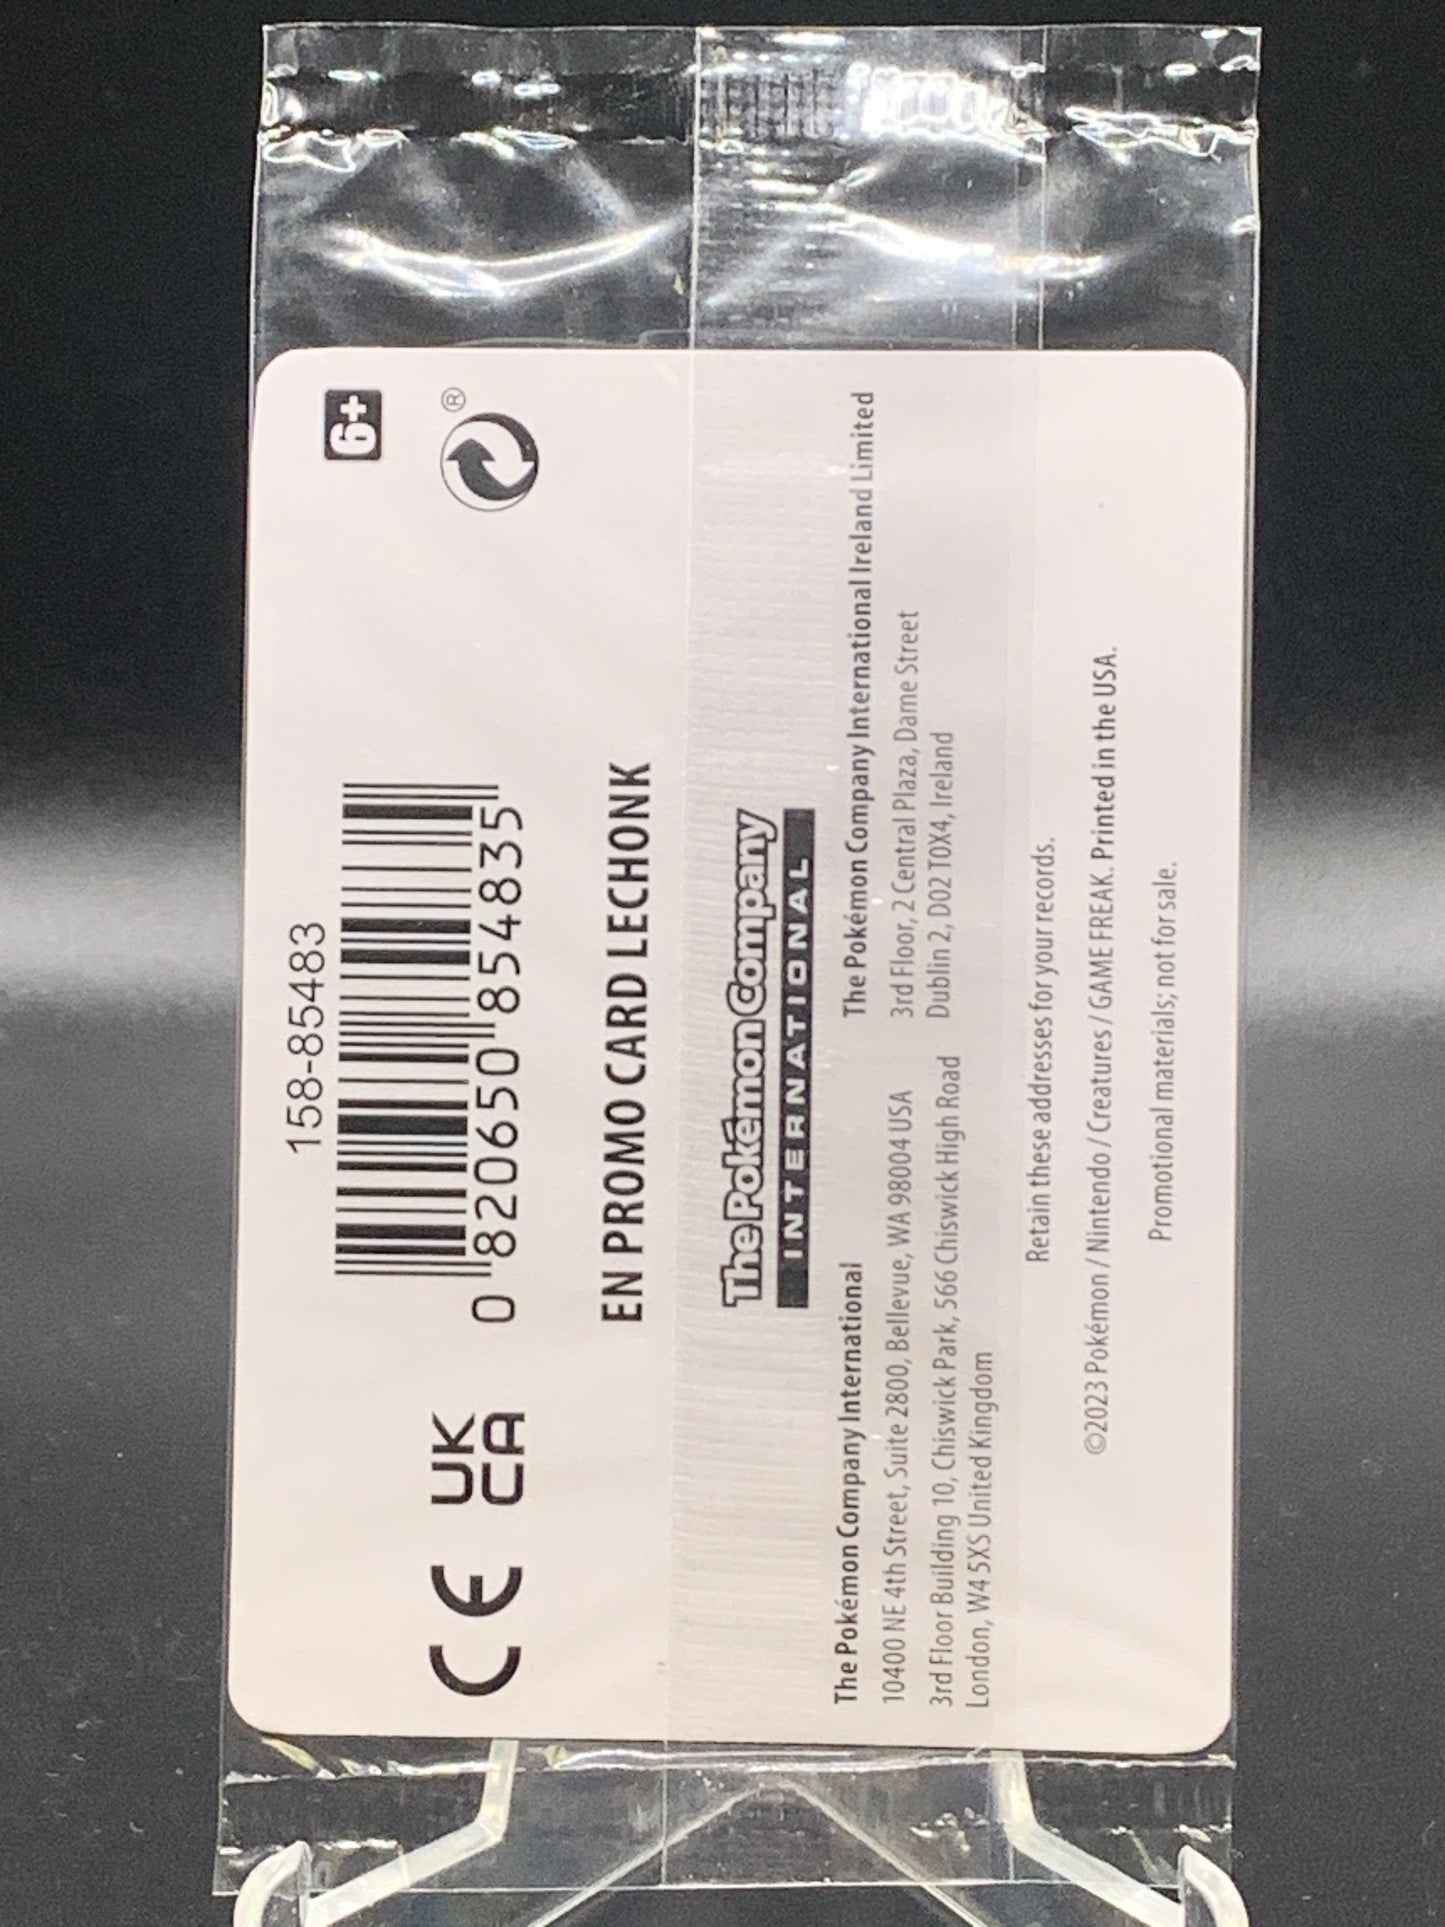 158-85483
6+
CE UK
CA
0 820650 854835
®
EN PROMO CARD LECHONK
The Pokémon Company
INTERNATIONAL
The Pokémon Company International
10400 NE 4th Street, Suite 2800, Bellevue, WA 98004 USA
3rd Floor Building 10, Chiswick Park, 566 Chiswick High Road
London, W4 5XS United Kingdom
The Pokémon Company International Ireland Limited
3rd Floor, 2 Central Plaza, Dame Street
Dublin 2, D02 T0X4, Ireland
Retain these addresses for your records.
©2023 Pokémon / Nintendo / Creatures / GAME FREAK. Printed in the USA.
Promotional materials; not for sale.